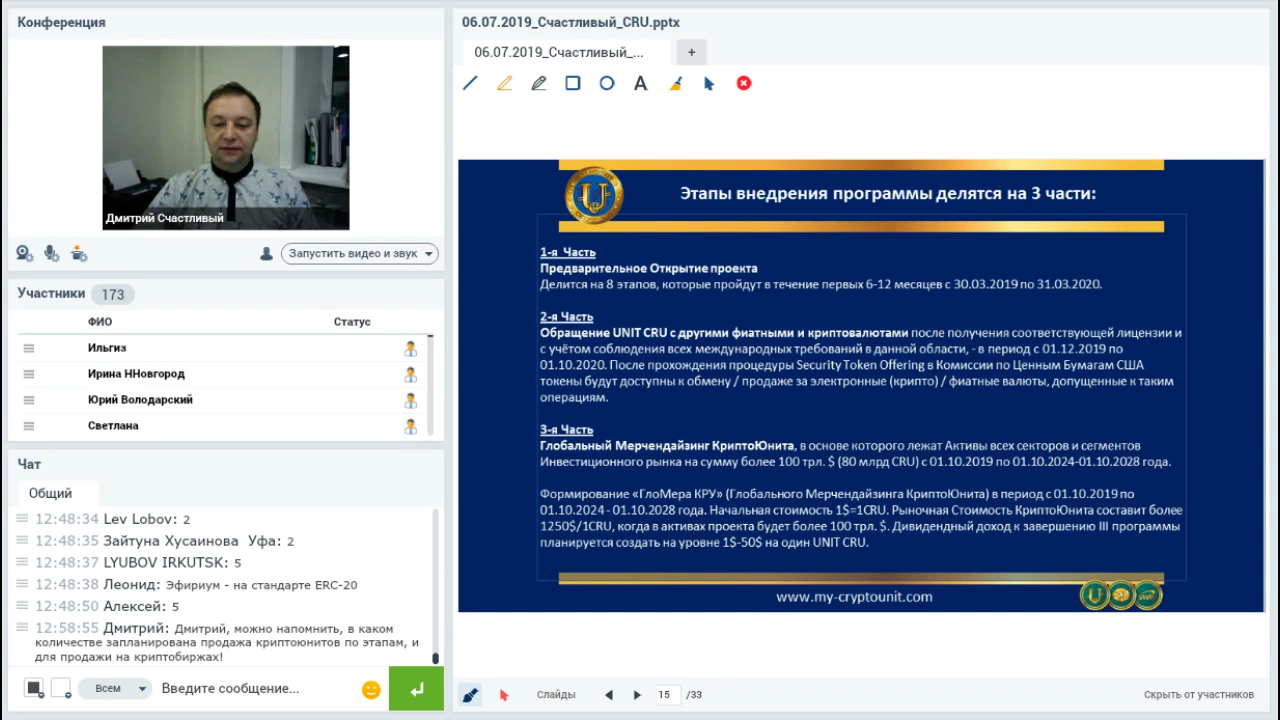 Конференция
Дмитрий Счастливый
Запустить видео и звук
Участники 173
ФИО Статус
Ильгиз
Ирина ННовгород
Юрий Володарский
Светлана
Чат
Общий
12:48:34 Lev Lobov: 2
12:48:35 Зайтуна Хусаинова Уфа: 2
12:48:37 LYUBOV IRKUTSK: 5
12:48:38 Леонид: Эфириум - на стандарте ERC-20
12:48:50 Алексей: 5
12:58:55 Дмитрий: Дмитрий, можно напомнить, в каком
количестве запланирована продажа криптоюнитов по этапам, и
для продажи на криптобиржах!
Всем Введите сообщение...
06.07.2019_Счастливый_CRU.pptx
06.07.2019_Счастливый_... +
A
Этапы внедрения программы делятся на 3 части:
1-я Часть
Предварительное Открытие проекта
Делится на 8 этапов, которые пройдут в течение первых 6-12 месяцев с 30.03.2019 по 31.03.2020.
2-я Часть
Обращение UNIT CRU с другими фиатными и криптовалютами после получения соответствующей лицензии и
с учётом соблюдения всех международных требований в данной области, - в период с 01.12.2019 по
01.10.2020. После прохождения процедуры Security Token Offering в Комиссии по Ценным Бумагам США
токены будут доступны к обмену / продаже за электронные (крипто) / фиатные валюты, допущенные к таким
операциям.
3-я Часть
Глобальный Мерчендайзинг КриптоЮнита, в основе которого лежат Активы всех секторов и сегментов
Инвестиционного рынка на сумму более 100 трл. $ (80 млрд CRU) с 01.10.2019 по 01.10.2024-01.10.2028 года.
Формирование «ГлоМера КРУ» (Глобального Мерчендайзинга КриптоЮнита) в период с 01.10.2019 по
01.10.2024 - 01.10.2028 года. Начальная стоимость 1$=1CRU. Рыночная Стоимость КриптоЮнита составит более
1250$/1CRU, когда в активах проекта будет более 100 трл. $. Дивидендный доход к завершению III программы
планируется создать на уровне 1$-50$ на один UNIT CRU.
www.my-cryptounit.com
Слайды 15 /33 Скрыть от участников